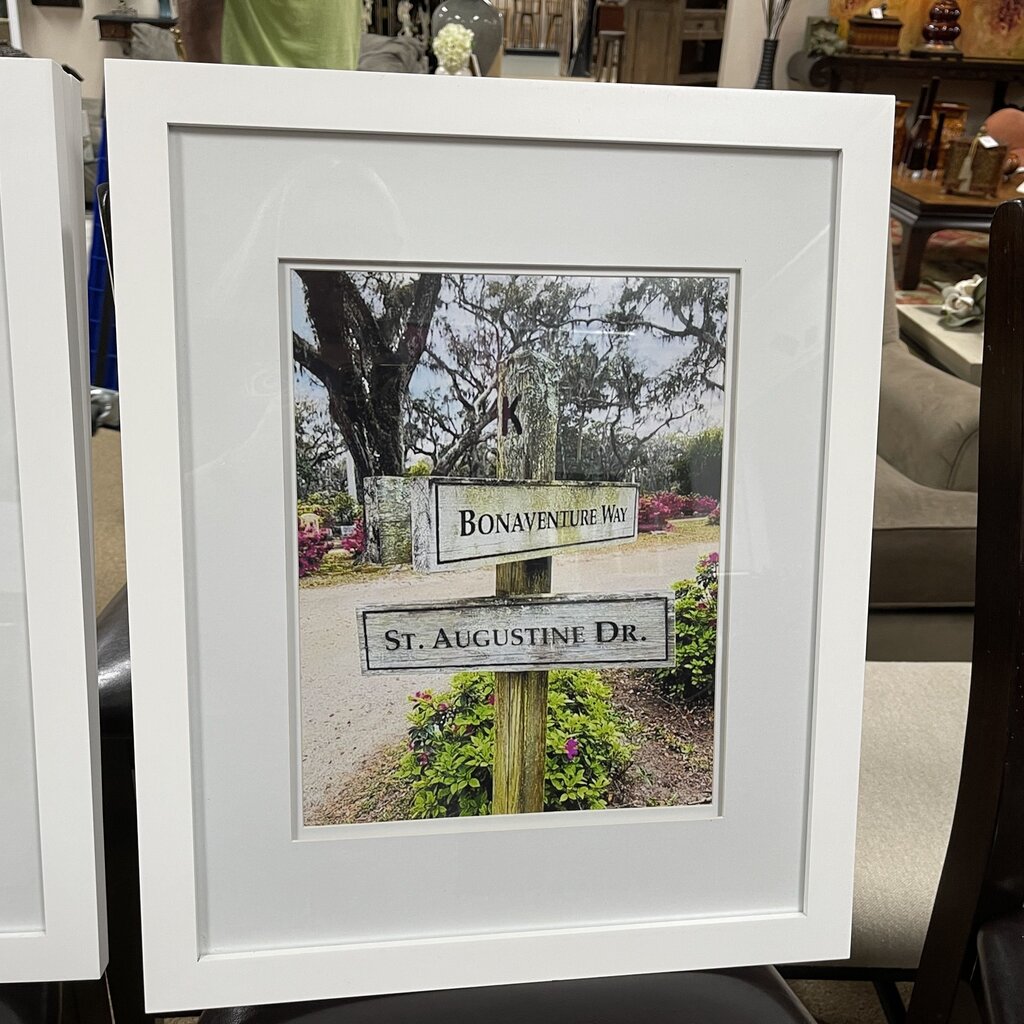 K
BONAVENTURE WAY
ST. AUGUSTINE DR.